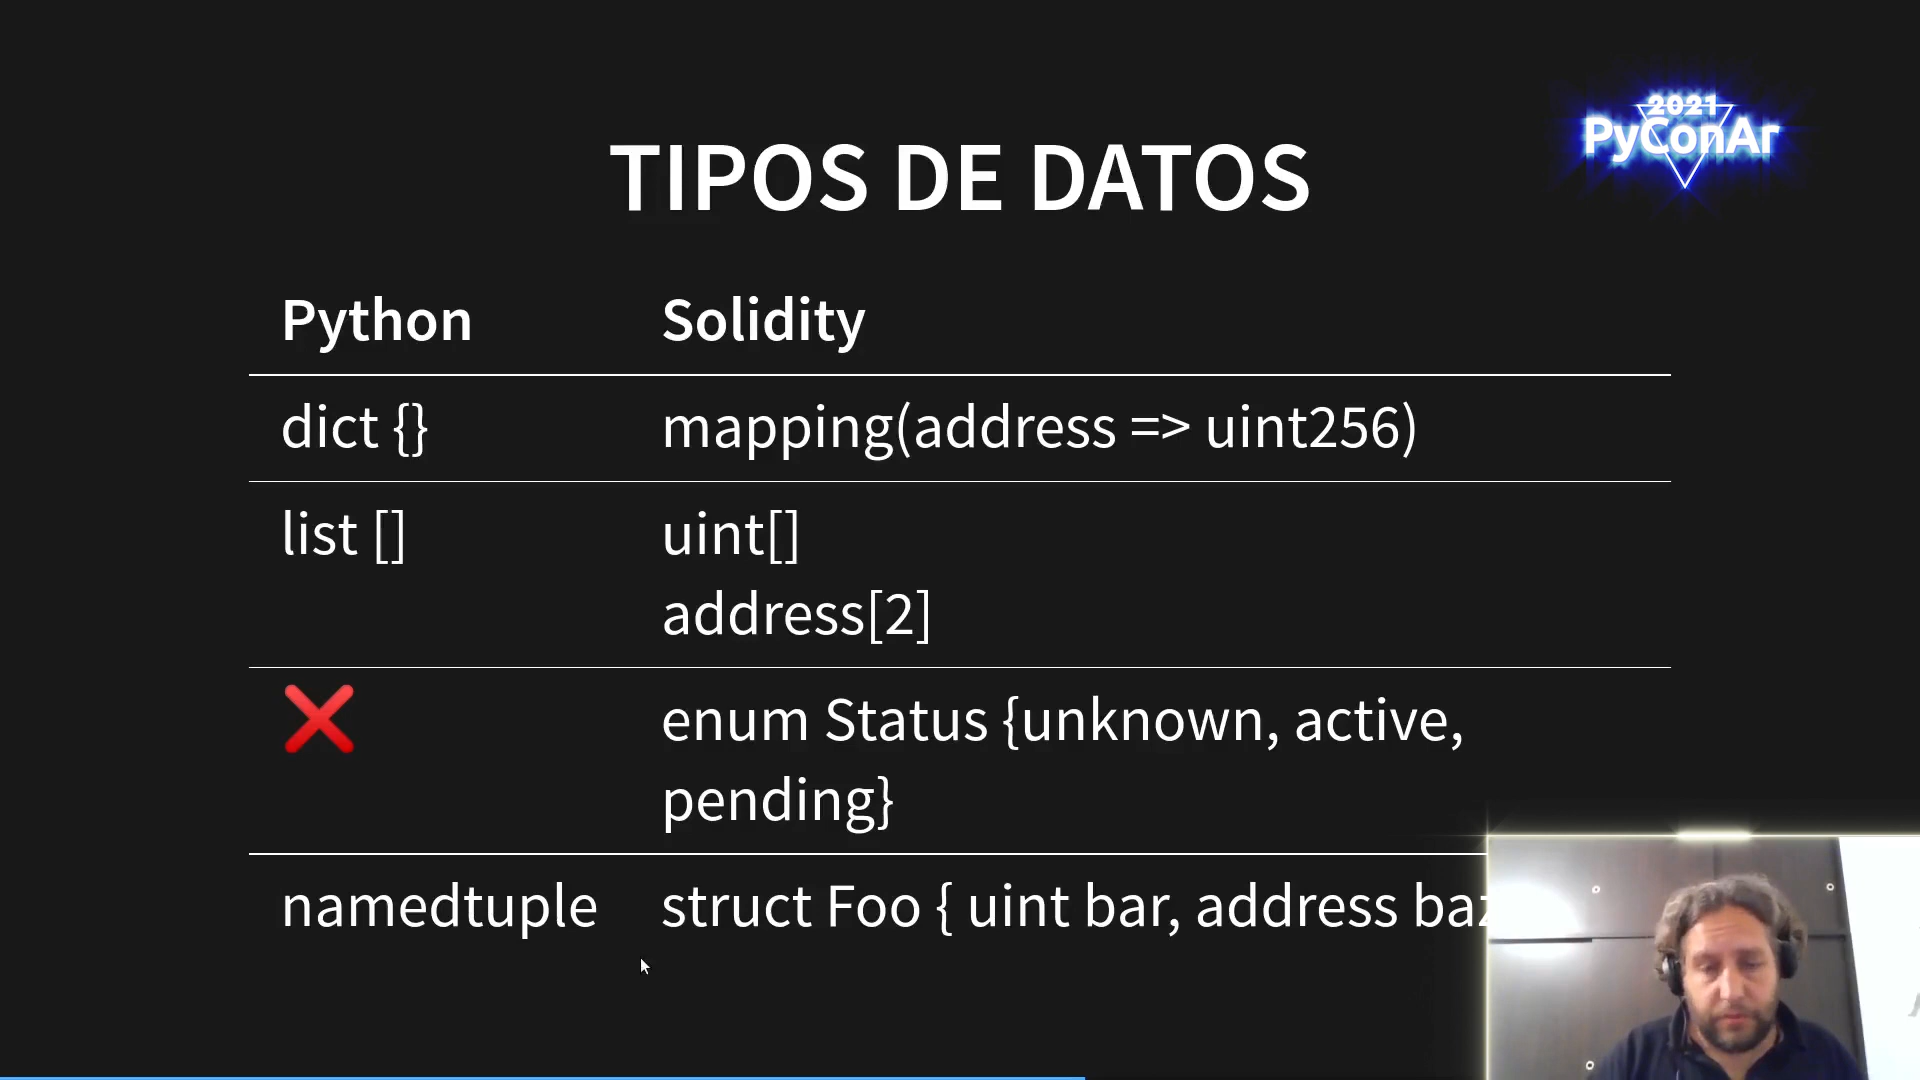 2021
PyConAr
TIPOS DE DATOS
Python Solidity
dict {} mapping(address => uint256)
list [] uint[]
address[2]
❌ enum Status {unknown, active,
pending}
namedtuple struct Foo { uint bar, address baz